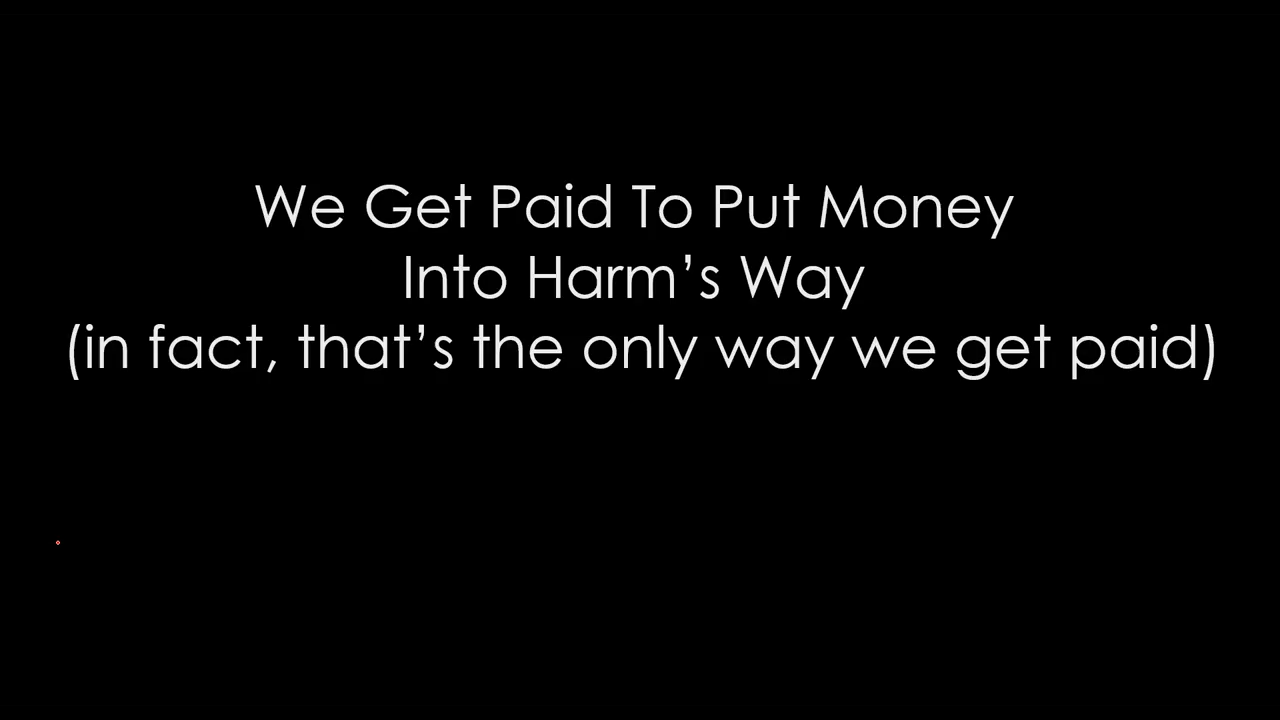 We Get Paid To Put Money
Into Harm’s Way
(in fact, that’s the only way we get paid)